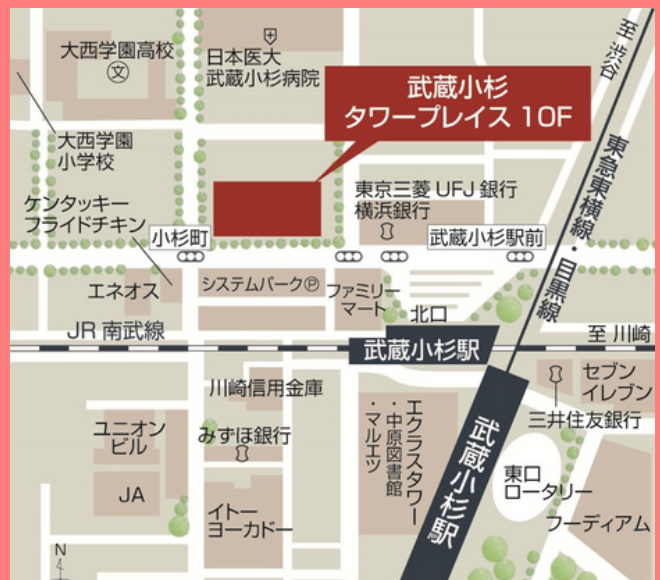 大西学園高校
文
日本医大
武蔵小杉病院
至 渋谷
武蔵小杉
タワープレイス 10F
大西学園
小学校
東急東横線・目黒線
東京三菱 UFJ 銀行
横浜銀行
ケンタッキー
フライドチキン
小杉町
武蔵小杉駅前
エネオス
システムパークⓅ
ファミリー
マート
北口
JR 南武線
武蔵小杉駅
至 川崎
セブン
イレブン
川崎信用金庫
三井住友銀行
ユニオン
ビル
みずほ銀行
エクラスタワー
・中原図書館
・マルエツ
武蔵小杉駅
東口
ロータリー
JA
イトー
ヨーカドー
フーディアム
N